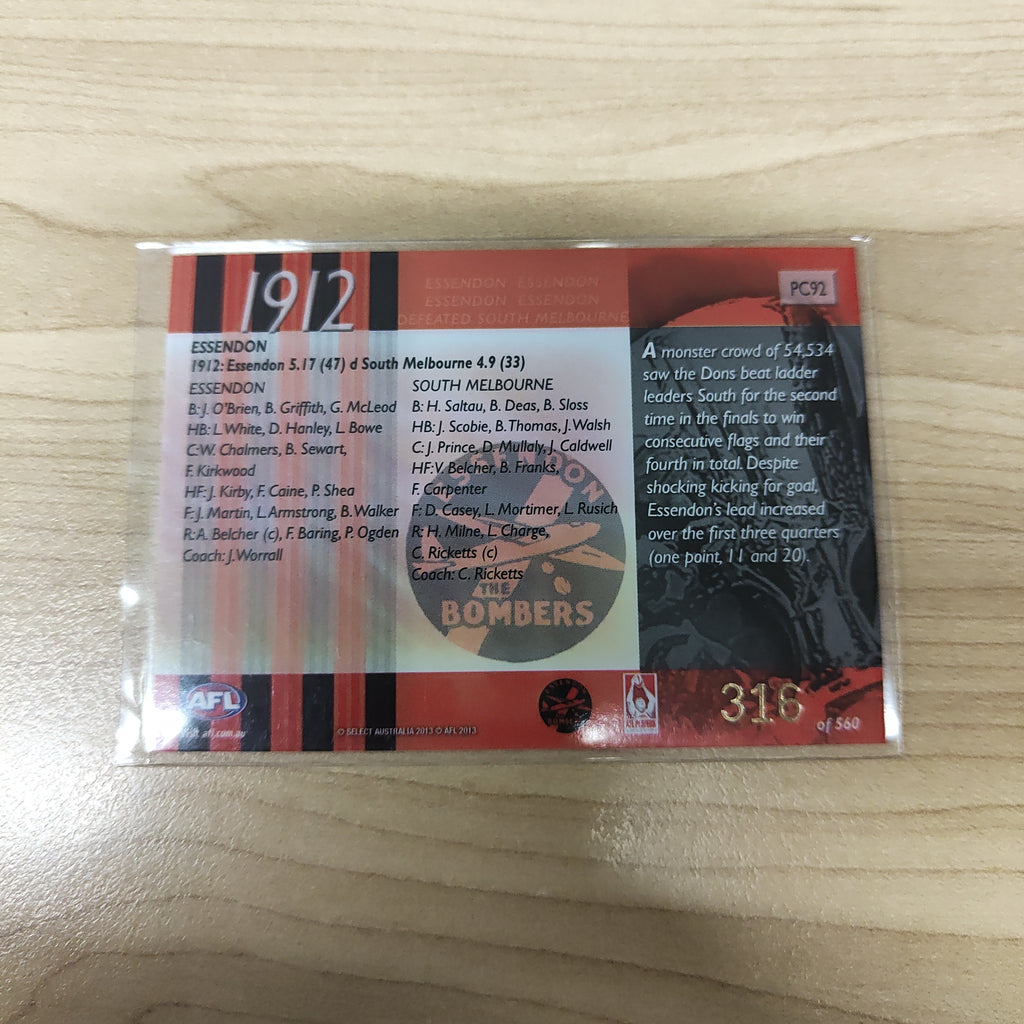 1912
ESSENDON ESSENDON
ESSENDON ESSENDON
DEFEATED SOUTH MELBOURNE
PC92
ESSENDON
1912: Essendon 5.17 (47) d South Melbourne 4.9 (33)
ESSENDON
B: J. O'Brien, B. Griffith, G. McLeod
HB: L. White, D. Hanley, L. Bowe
C: W. Chalmers, B. Sewart,
F. Kirkwood
HF: J. Kirby, F. Caine, P. Shea
F: J. Martin, L. Armstrong, B. Walker
R: A. Belcher (c), F. Baring, P. Ogden
Coach: J. Worrall
SOUTH MELBOURNE
B: H. Saltau, B. Deas, B. Sloss
HB: J. Scobie, B. Thomas, J. Walsh
C: J. Prince, D. Mullaly, J. Caldwell
HF: V. Belcher, B. Franks,
F. Carpenter
F: D. Casey, L. Mortimer, L. Rusich
R: H. Milne, L. Charge,
C. Ricketts (c)
Coach: C. Ricketts
ESSENDON
THE
BOMBERS
A monster crowd of 54,534
saw the Dons beat ladder
leaders South for the second
time in the finals to win
consecutive flags and their
fourth in total. Despite
shocking kicking for goal,
Essendon's lead increased
over the first three quarters
(one point, 11 and 20).
AFL
visit afl.com.au
© SELECT AUSTRALIA 2013 © AFL 2013
BOMBERS
316
of 560